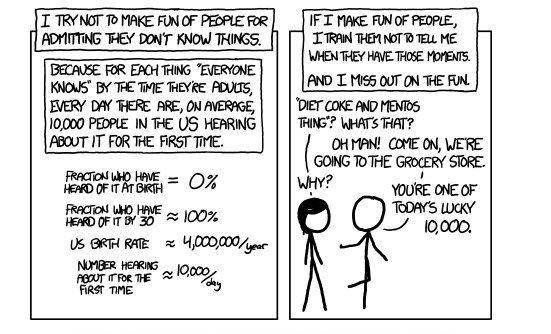 I TRY NOT TO MAKE FUN OF PEOPLE FOR
ADMITTING THEY DON'T KNOW THINGS.
BECAUSE FOR EACH THING "EVERYONE
KNOWS" BY THE TIME THEY'RE ADULTS,
EVERY DAY THERE ARE, ON AVERAGE,
10,000 PEOPLE IN THE US HEARING
ABOUT IT FOR THE FIRST TIME.
FRACTION WHO HAVE
HEARD OF IT AT BIRTH = 0%
FRACTION WHO HAVE
HEARD OF IT BY 30 ≈ 100%
US BIRTH RATE ≈ 4,000,000/year
NUMBER HEARING
ABOUT IT FOR THE ≈ 10,000/day
FIRST TIME
IF I MAKE FUN OF PEOPLE,
I TRAIN THEM NOT TO TELL ME
WHEN THEY HAVE THOSE MOMENTS.
AND I MISS OUT ON THE FUN.
"DIET COKE AND MENTOS
THING"? WHAT'S THAT?
OH MAN! COME ON, WE'RE
GOING TO THE GROCERY STORE.
WHY?
YOU'RE ONE OF
TODAY'S LUCKY
10,000.